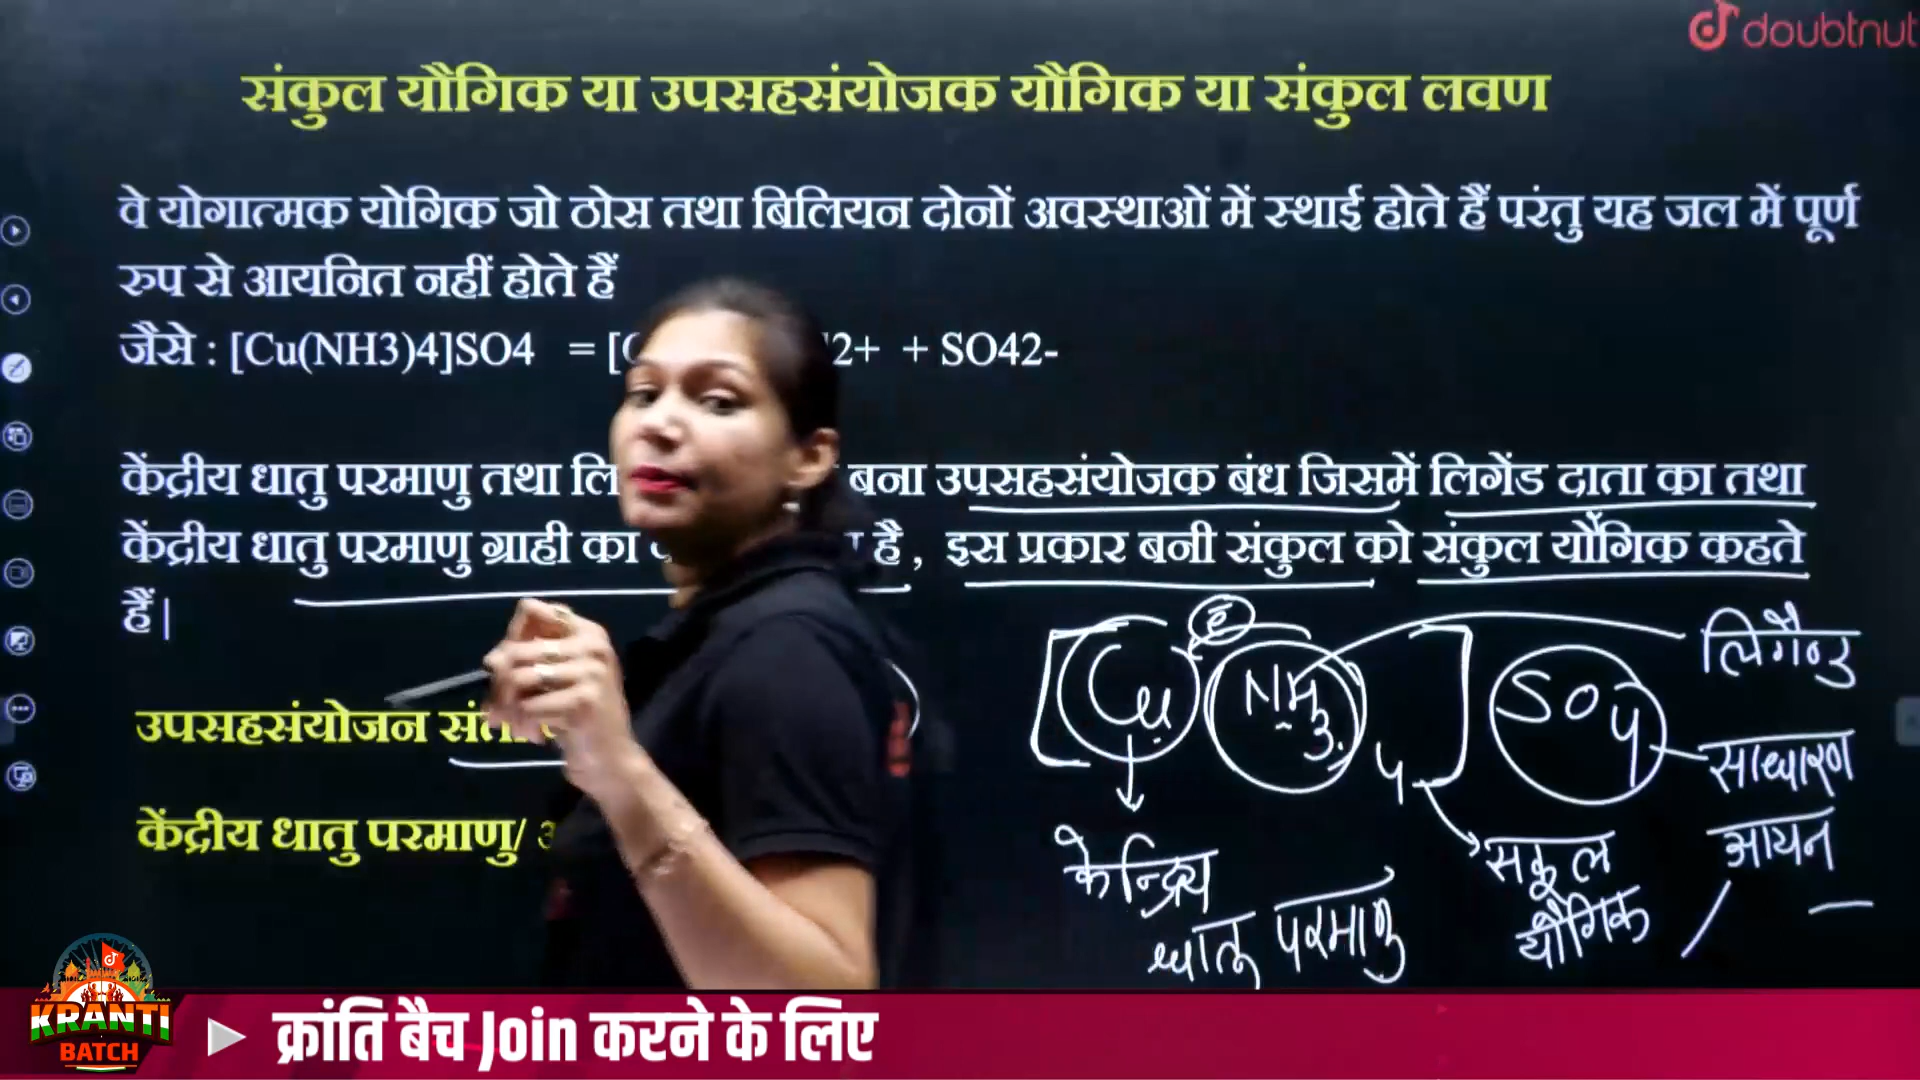 doubtnut
संकुल यौगिक या उपसहसंयोजक यौगिक या संकुल लवण
वे योगात्मक योगिक जो ठोस तथा बिलियन दोनों अवस्थाओं में स्थाई होते हैं परंतु यह जल में पूर्ण
रुप से आयनित नहीं होते हैं
जैसे : [Cu(NH3)4]SO4 = [ 2+ + SO42-
केंद्रीय धातु परमाणु तथा लि बना उपसहसंयोजक बंध जिसमें लिगेंड दाता का तथा
केंद्रीय धातु परमाणु ग्राही का है , इस प्रकार बनी संकुल को संकुल यौगिक कहते
हैं|
उपसहसंयोजन
केंद्रीय धातु परमाणु/
[Cu NH3]4 SO4
लिगैण्ड
साधारण
आयन
केन्द्रिय
धातु परमाणु
सकुल
यौगिक
KRANTI
BATCH
क्रांति बैच Join करने के लिए